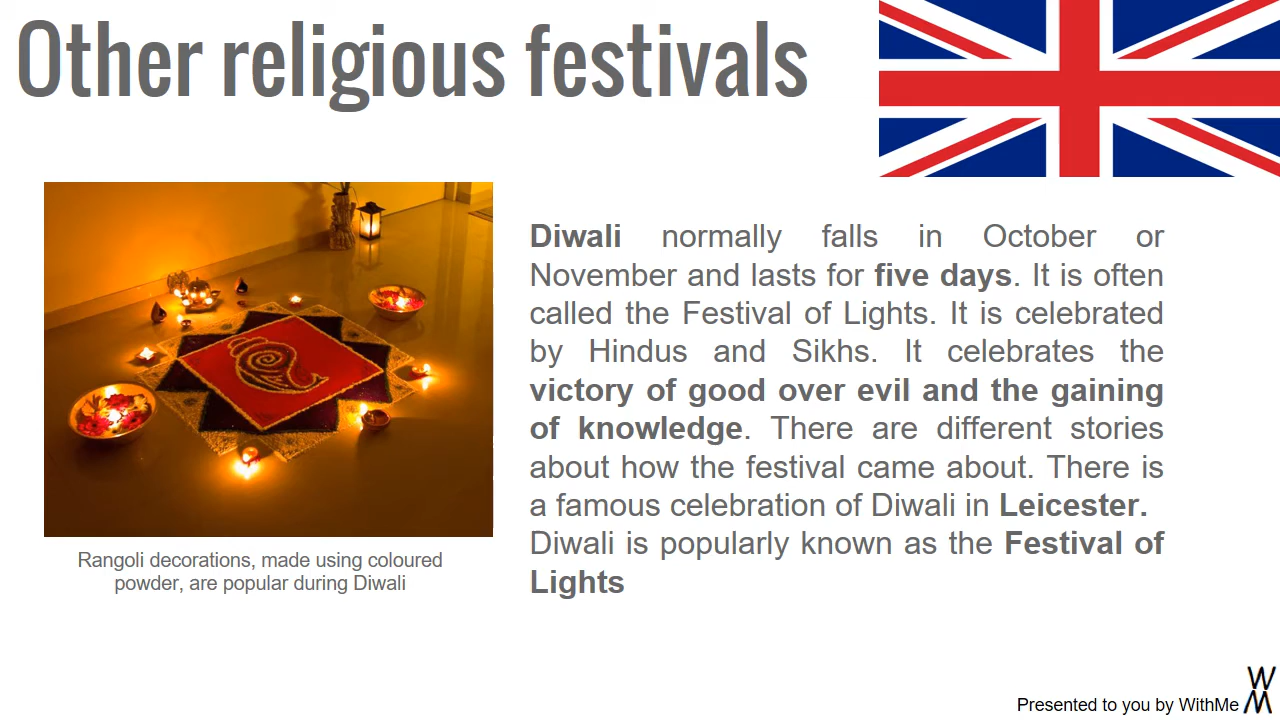 Other religious festivals
Diwali normally falls in October or
November and lasts for five days. It is often
called the Festival of Lights. It is celebrated
by Hindus and Sikhs. It celebrates the
victory of good over evil and the gaining
of knowledge. There are different stories
about how the festival came about. There is
a famous celebration of Diwali in Leicester.
Diwali is popularly known as the Festival of
Lights
Rangoli decorations, made using coloured
powder, are popular during Diwali
Presented to you by WithMe
WM